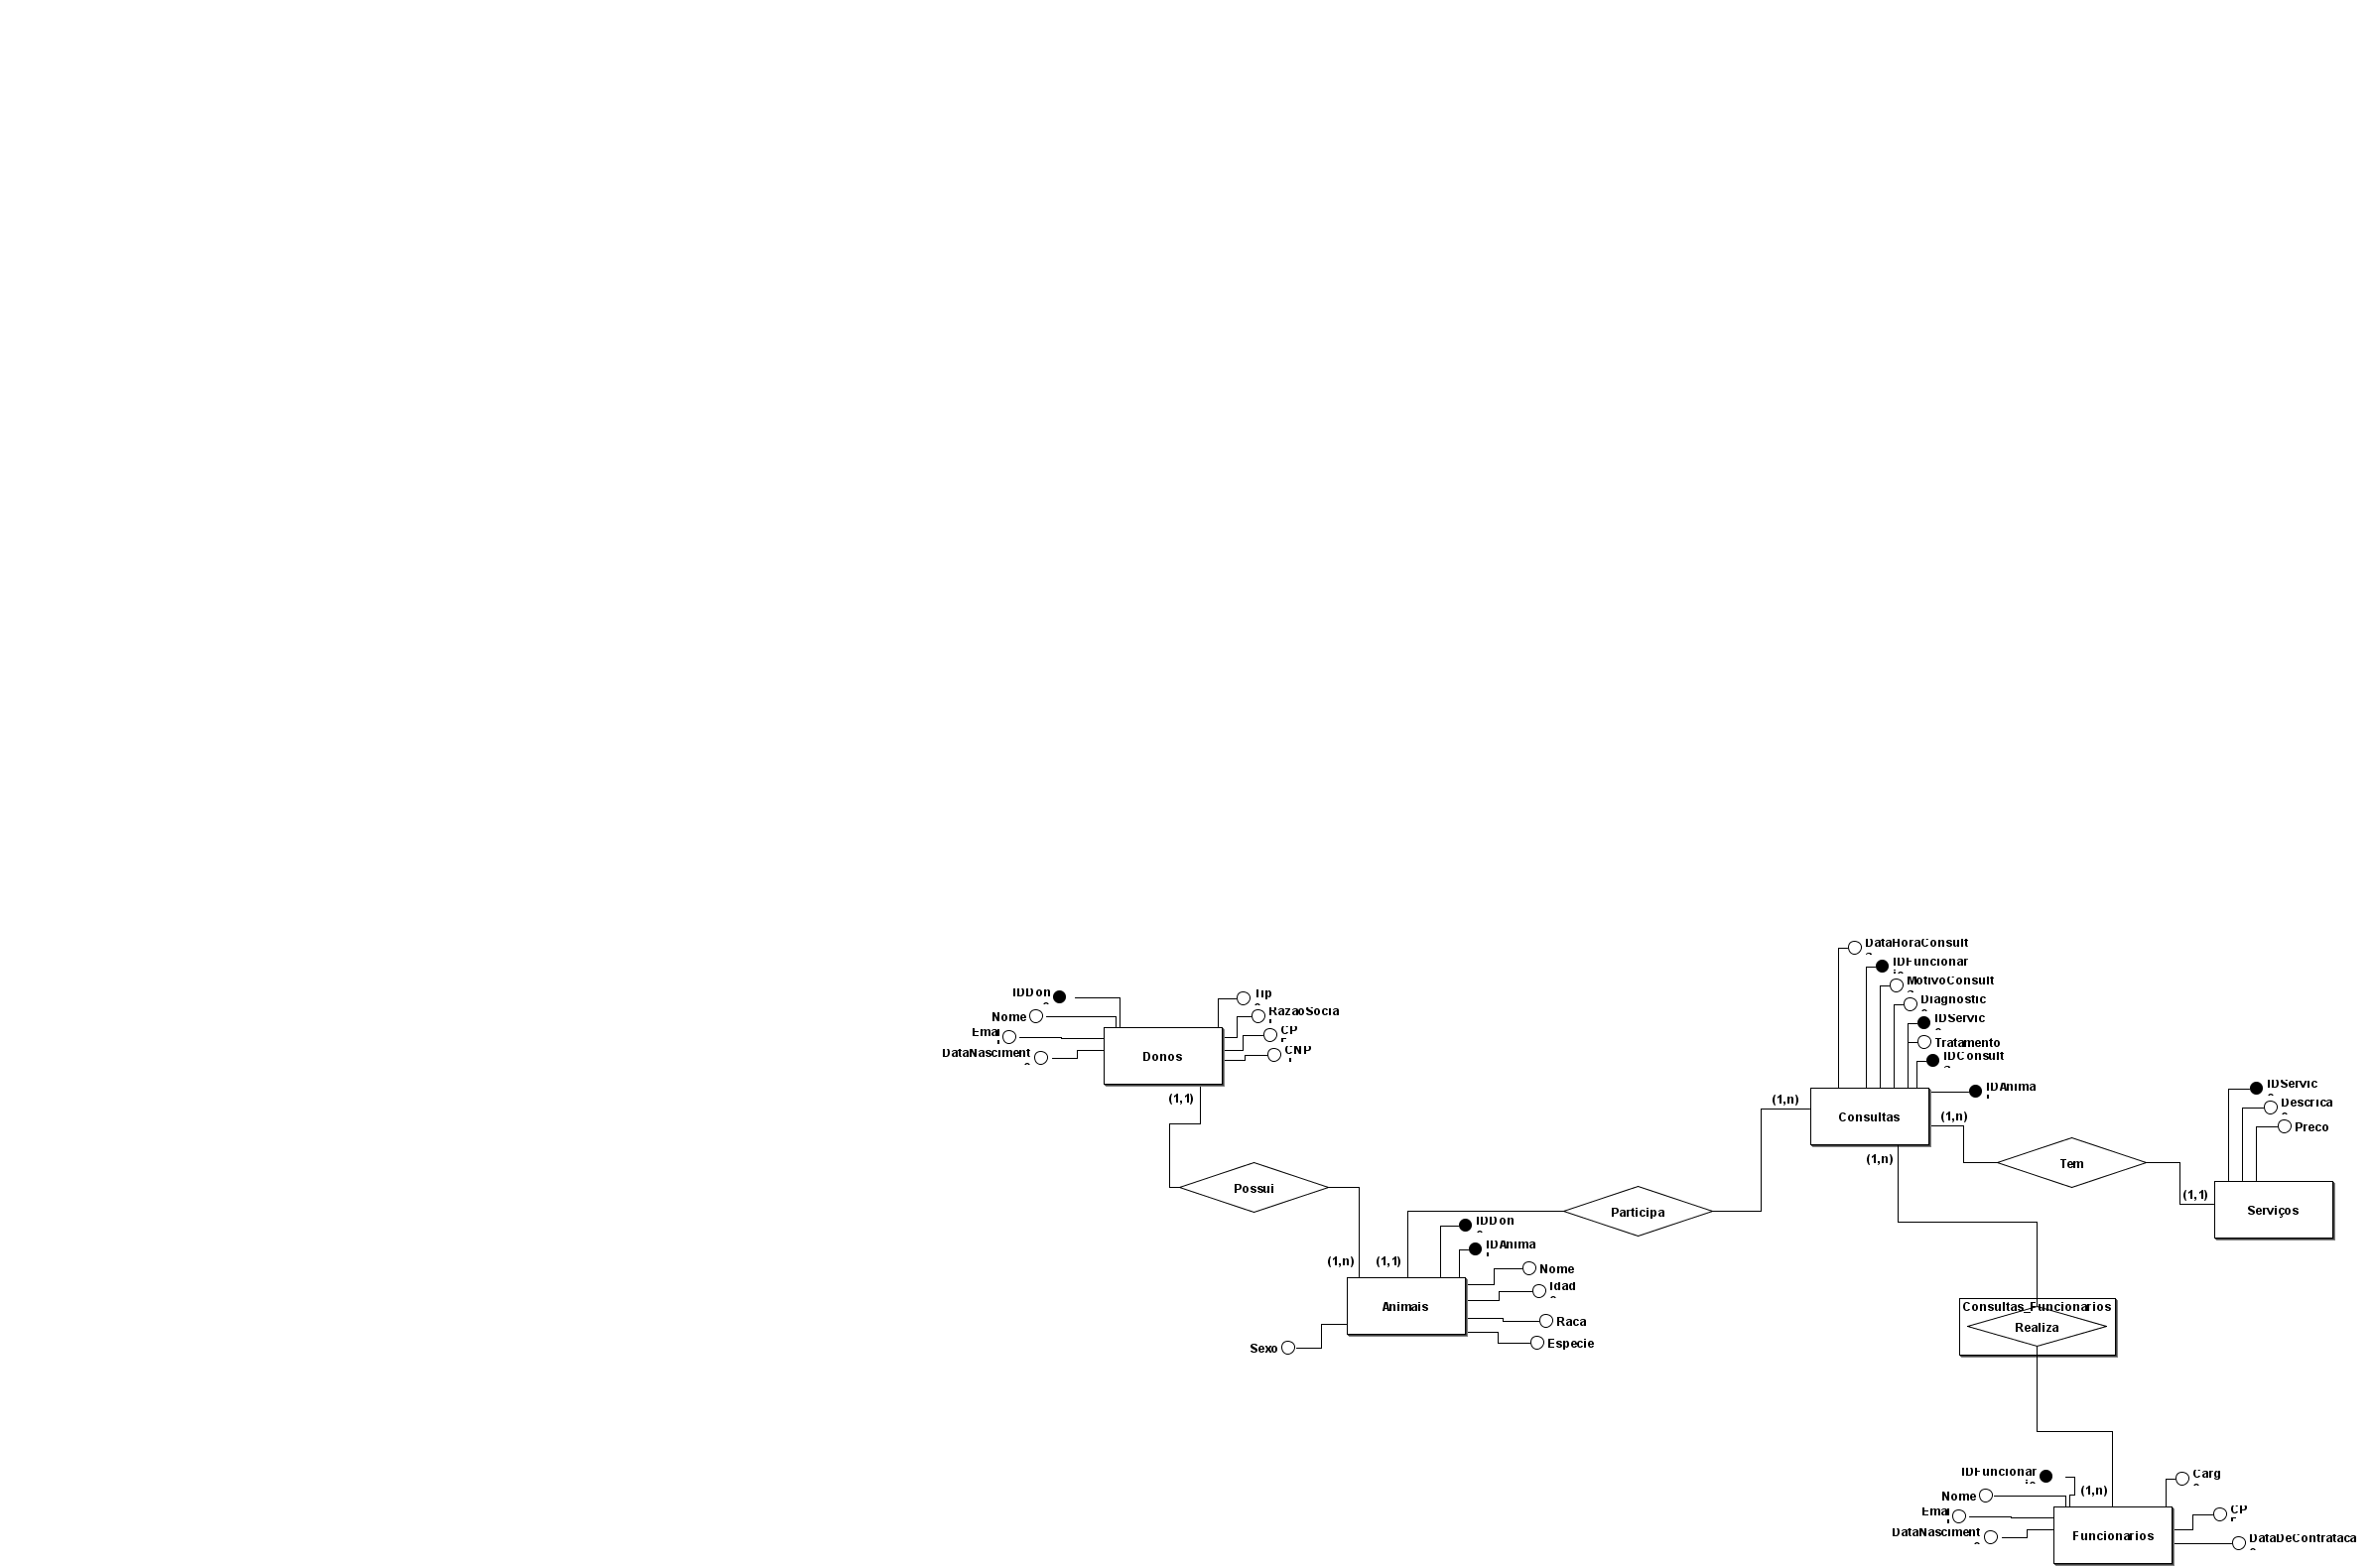 DataHoraConsult
a
IDFuncionar
io
MotivoConsult
a
Diagnostic
o
IDServic
o
Tratamento
IDConsult
a
IDAnima
l
IDDon
o
Nome
Emai
l
DataNasciment
o
Tip
o
RazaoSocia
l
CP
F
CNP
J
Donos
(1,1)
Possui
(1,n)
(1,1)
Participa
(1,n)
Consultas
(1,n)
(1,n)
Tem
(1,1)
IDServic
o
Descrica
o
Preco
Serviços
IDDon
o
IDAnima
l
Nome
Idad
e
Raca
Especie
Sexo
Animais
Consultas_Funcionarios
Realiza
IDFuncionar
io
Nome
Emai
l
DataNasciment
o
(1,n)
Carg
o
CP
F
DataDeContrataca
o
Funcionarios